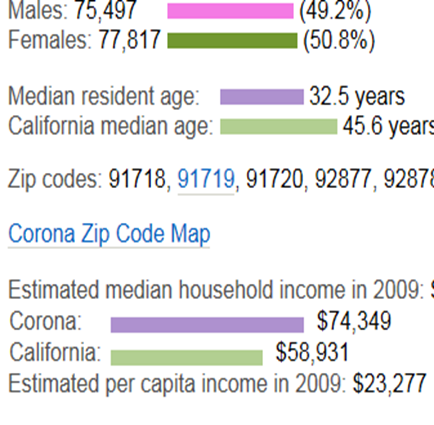 Males: 75,497 (49.2%)
Females: 77,817 (50.8%)
Median resident age: 32.5 years
California median age: 45.6 years
Zip codes: 91718, 91719, 91720, 92877, 92878
Corona Zip Code Map
Estimated median household income in 2009: $
Corona: $74,349
California: $58,931
Estimated per capita income in 2009: $23,277